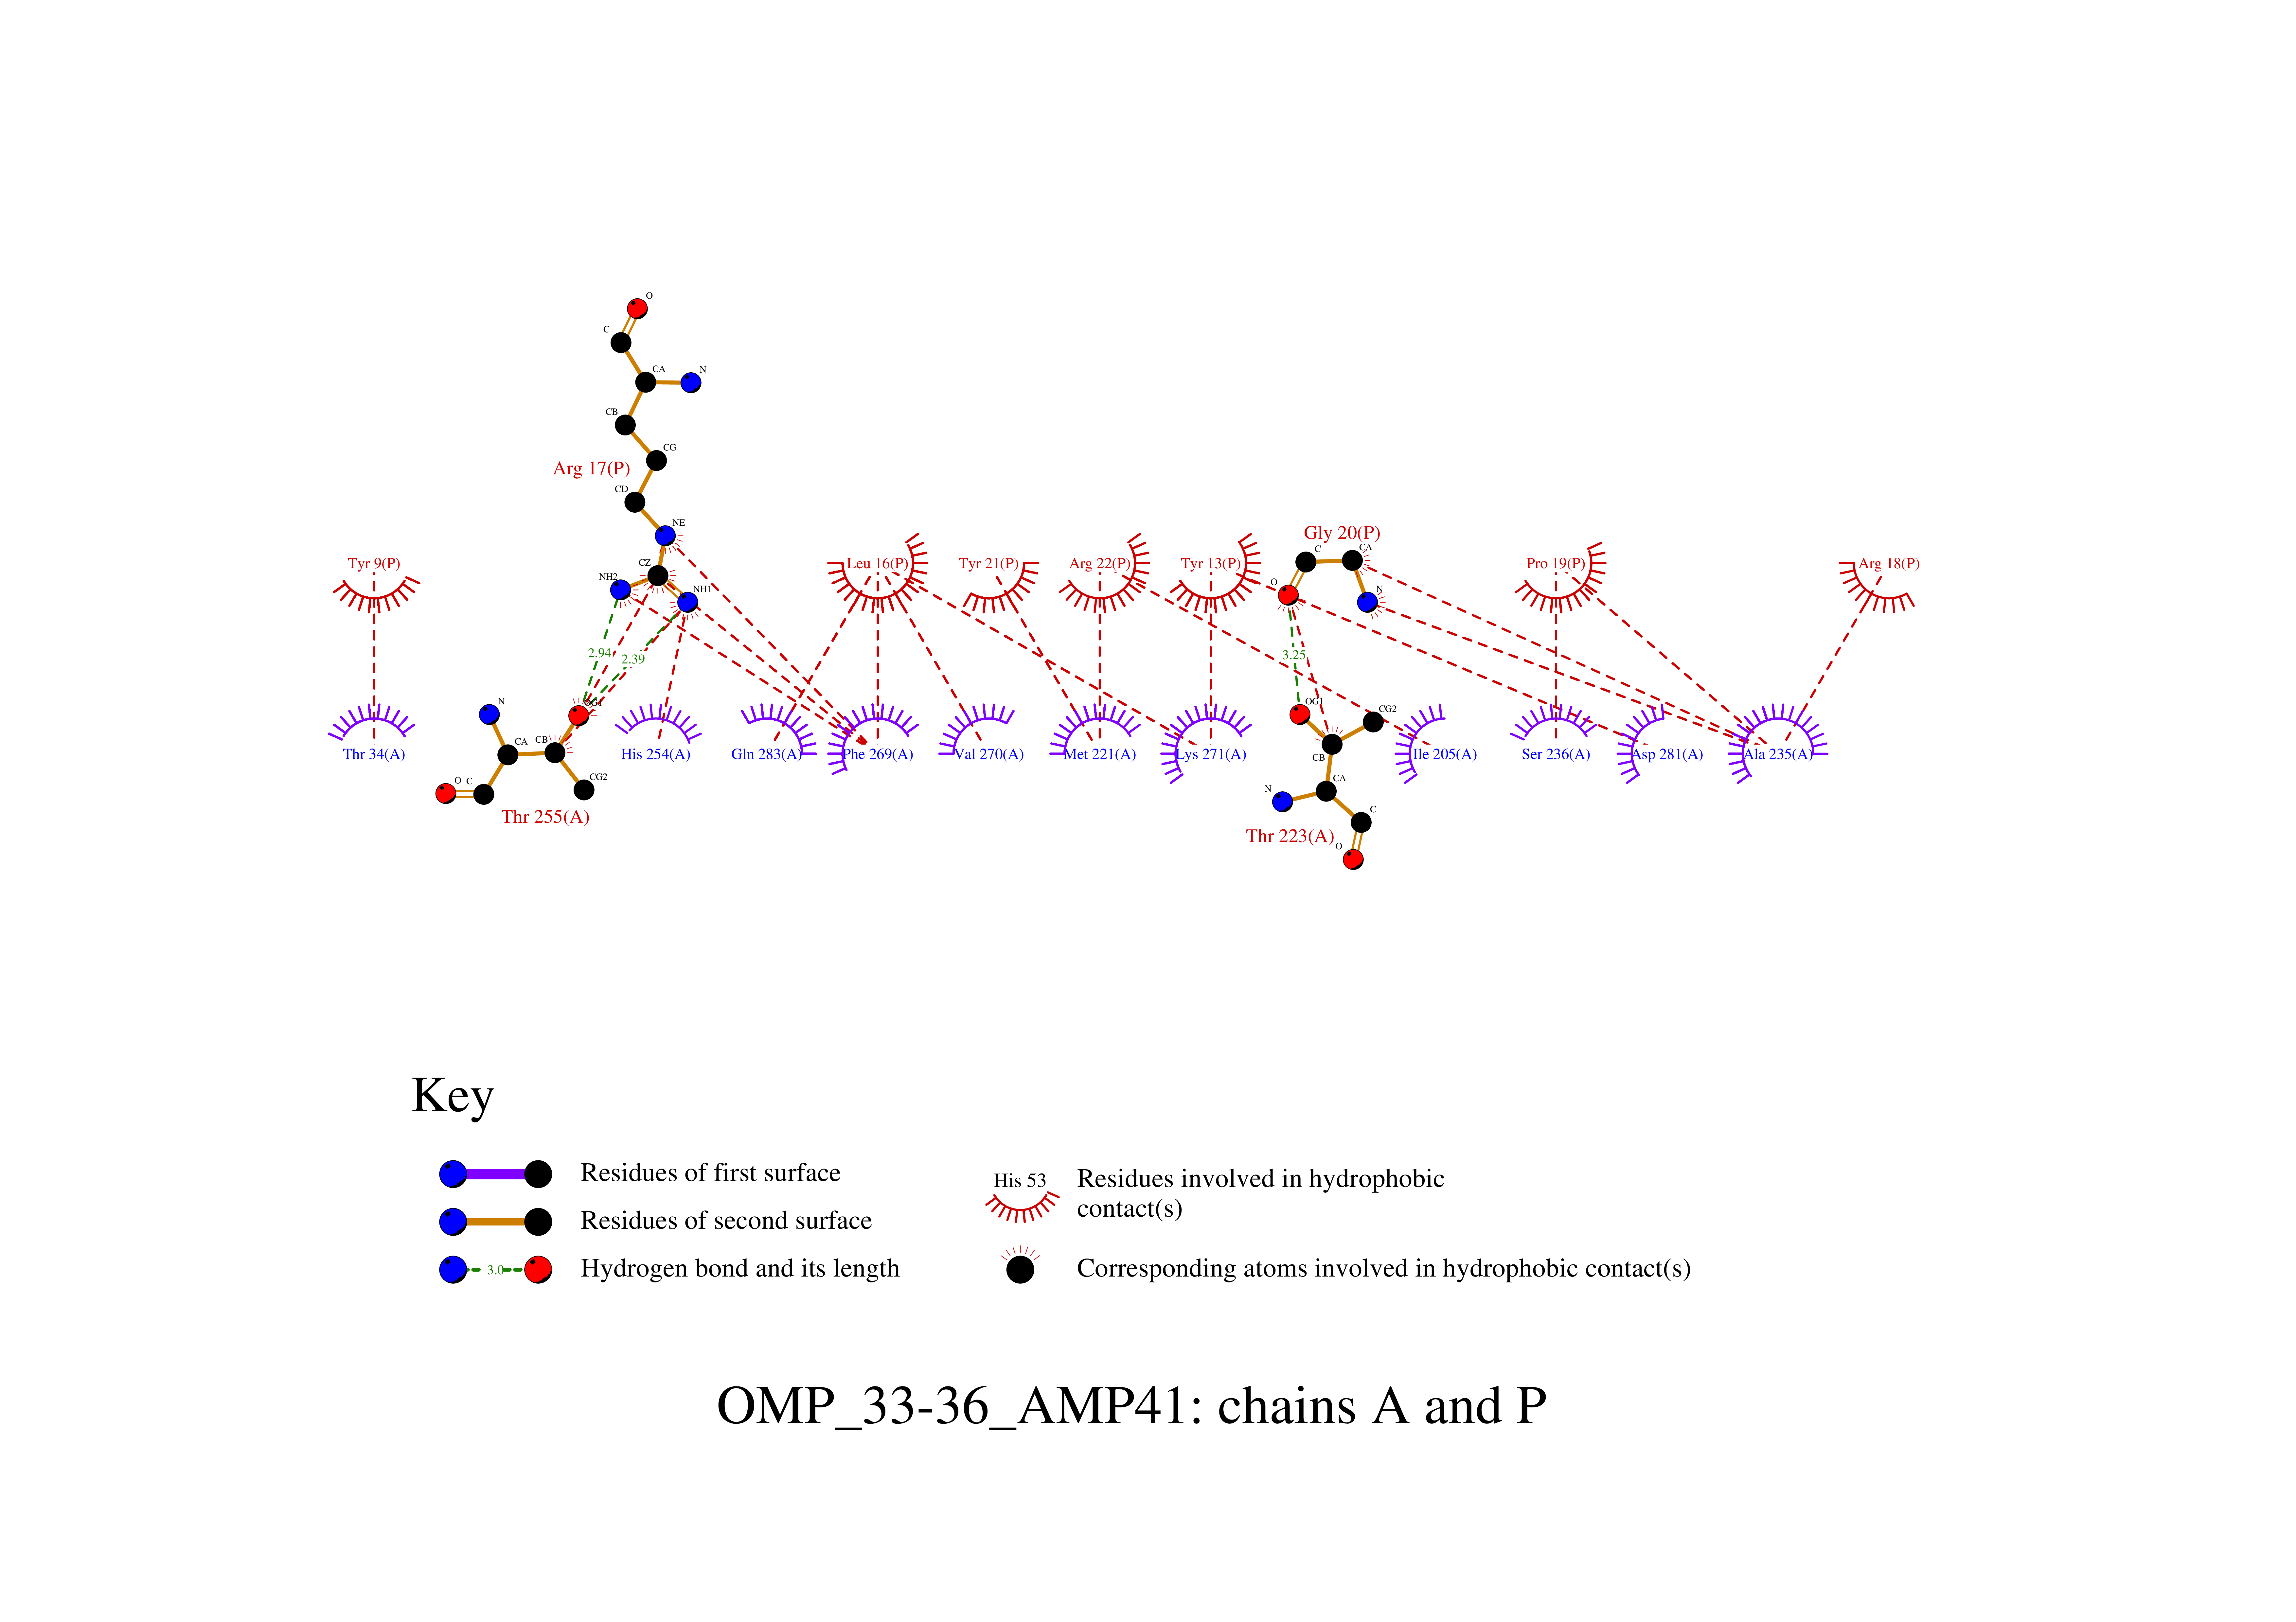 O
C
CA
N
CB
CG
Arg 17(P)
CD
NE
CZ
NH2
NH1
Gly 20(P)
C
CA
O
N
Tyr 9(P)
Leu 16(P)
Tyr 21(P)
Arg 22(P)
Tyr 13(P)
Pro 19(P)
Arg 18(P)
2.94
2.39
3.25
N
OG1
CA
CB
CG2
O
C
Thr 255(A)
OG1
CG2
CB
CA
N
C
O
Thr 223(A)
Thr 34(A)
His 254(A)
Gln 283(A)
Phe 269(A)
Val 270(A)
Met 221(A)
Lys 271(A)
Ile 205(A)
Ser 236(A)
Asp 281(A)
Ala 235(A)
Key
Residues of first surface
Residues of second surface
3.0
Hydrogen bond and its length
His 53
Residues involved in hydrophobic
contact(s)
Corresponding atoms involved in hydrophobic contact(s)
OMP_33-36_AMP41: chains A and P